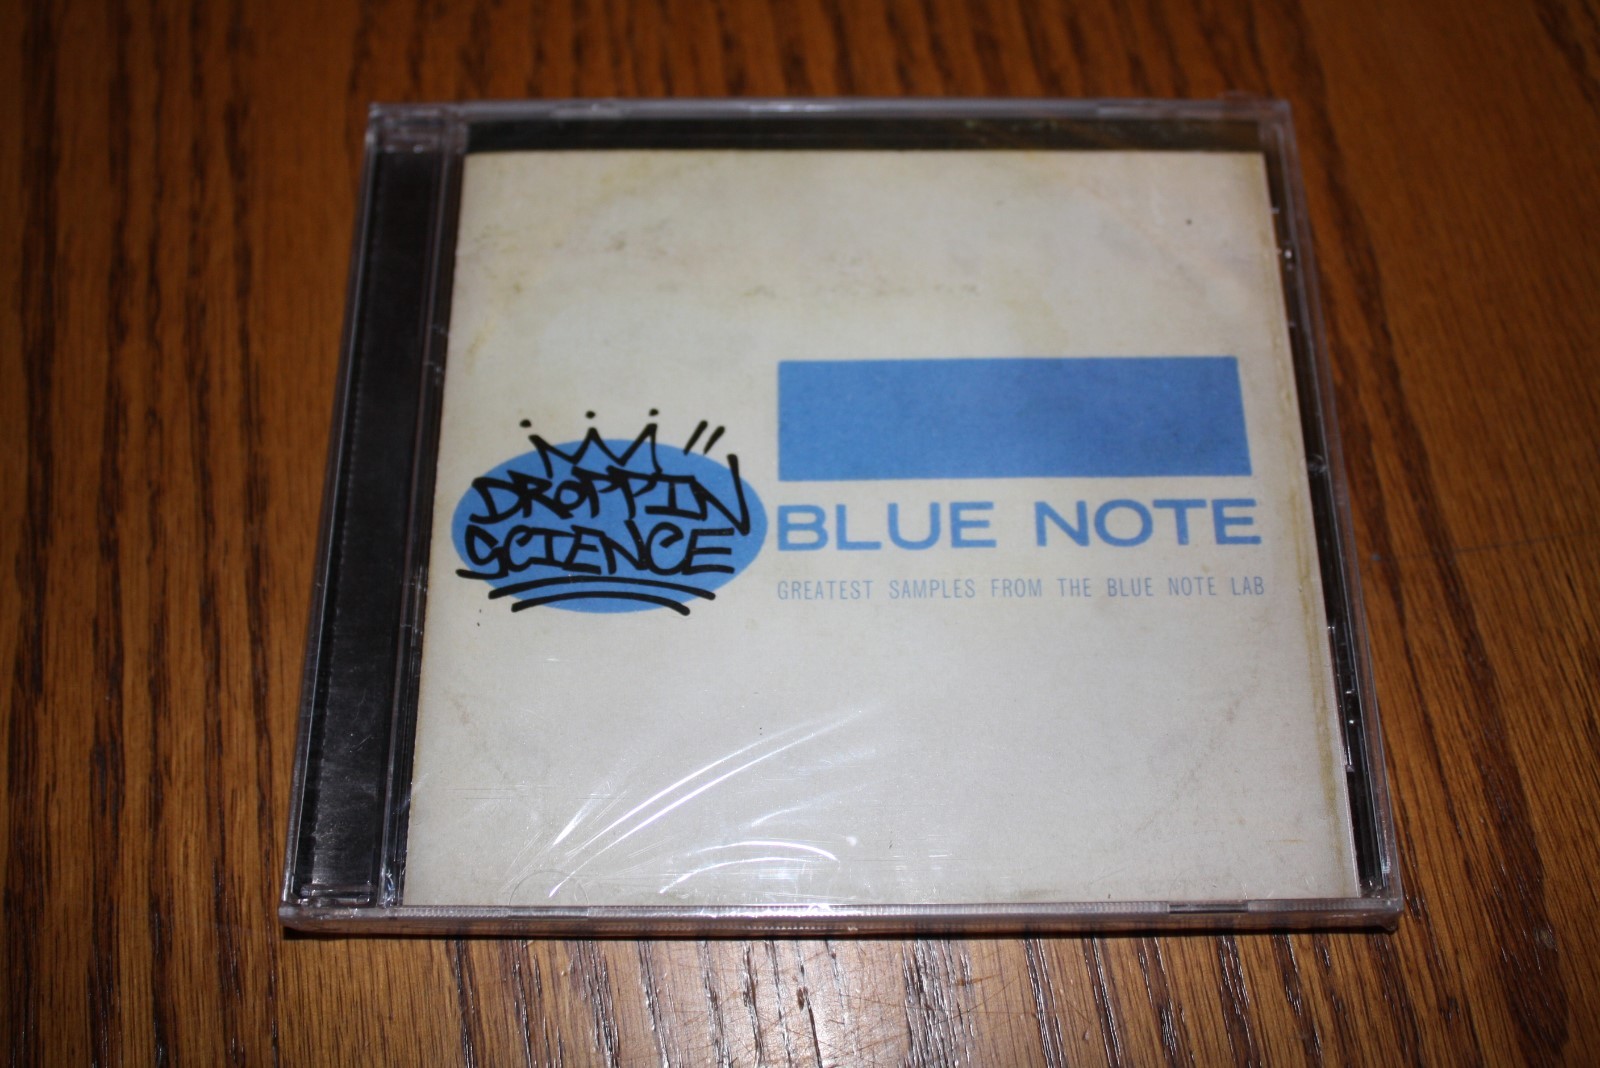 DROPPIN
SCIENCE
BLUE NOTE
GREATEST SAMPLES FROM THE BLUE NOTE LAB